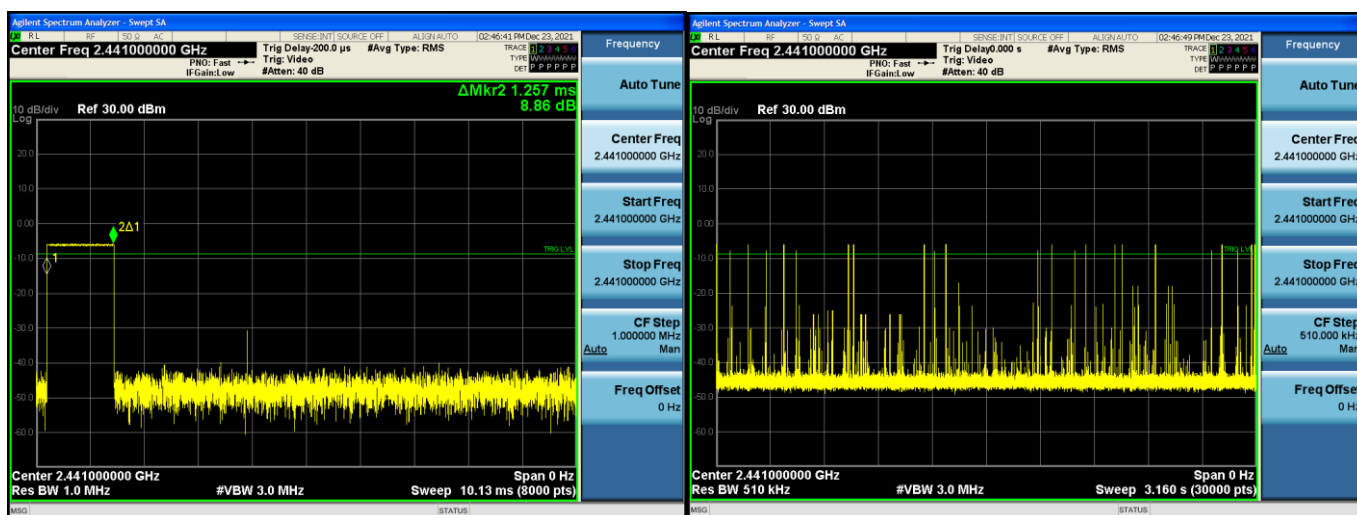 Agilent Spectrum Analyzer - Swept SA
RL RF 50 Ω AC SENSE:INT SOURCE OFF ALIGN AUTO 02:46:41 PM Dec 23, 2021
Center Freq 2.441000000 GHz
PNO: Fast
IFGain:Low
Trig Delay-200.0 µs
Trig: Video
#Atten: 40 dB
#Avg Type: RMS
TRACE 1 2 3 4 5 6
TYPE
DET P P P P P P
ΔMkr2 1.257 ms
8.86 dB
10 dB/div Ref 30.00 dBm
Log
20.0
10.0
0.00
-10.0
-20.0
-30.0
-40.0
-50.0
-60.0
2Δ1
1
TRIG LVL
Center 2.441000000 GHz Span 0 Hz
Res BW 1.0 MHz #VBW 3.0 MHz Sweep 10.13 ms (8000 pts)
MSG STATUS
Frequency
Auto Tune
Center Freq
2.441000000 GHz
Start Freq
2.441000000 GHz
Stop Freq
2.441000000 GHz
CF Step
1.000000 MHz
Auto Man
Freq Offset
0 Hz
Agilent Spectrum Analyzer - Swept SA
RL RF 50 Ω AC SENSE:INT SOURCE OFF ALIGN AUTO 02:46:49 PM Dec 23, 2021
Center Freq 2.441000000 GHz
PNO: Fast
IFGain:Low
Trig Delay0.000 s
Trig: Video
#Atten: 40 dB
#Avg Type: RMS
TRACE 1 2 3 4 5 6
TYPE
DET P P P P P P
10 dB/div Ref 30.00 dBm
Log
20.0
10.0
0.00
-10.0
-20.0
-30.0
-40.0
-50.0
-60.0
TRIG LVL
Center 2.441000000 GHz Span 0 Hz
Res BW 510 kHz #VBW 3.0 MHz Sweep 3.160 s (30000 pts)
MSG STATUS
Frequency
Auto Tune
Center Freq
2.441000000 GHz
Start Freq
2.441000000 GHz
Stop Freq
2.441000000 GHz
CF Step
510.000 kHz
Auto Man
Freq Offset
0 Hz